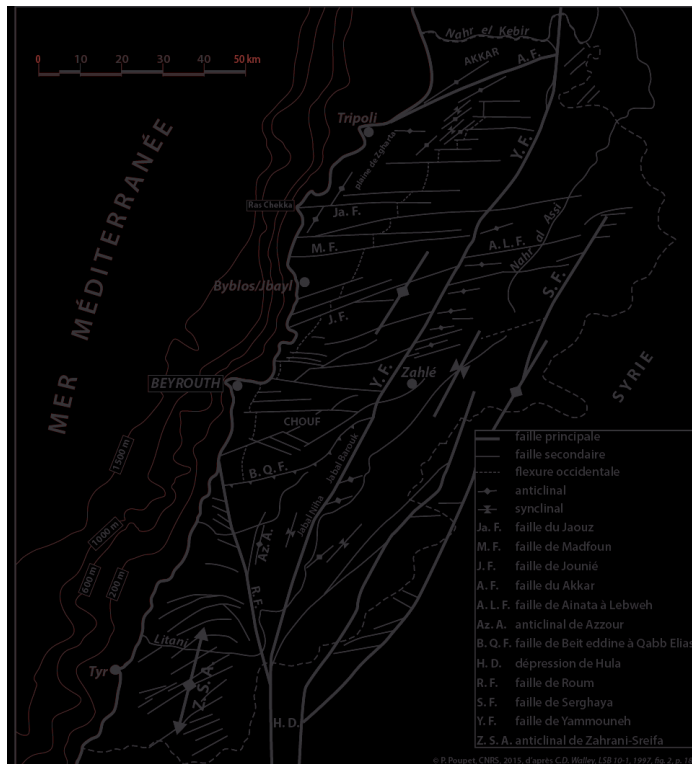 Nahr el Kebir
0 10 20 30 40 50 km
AKKAR
A. F.
Tripoli
plaine de Zgharta
Y. F.
MER MÉDITERRANÉE
Ras Chekka
Ja. F.
M. F.
A. L. F.
Nahr al Assi
S. F.
Byblos/Jbayl
J. F.
BEYROUTH
Y. F.
Zahlé
SYRIE
CHOUF
1500 m
B. Q. F.
Jabal Barouk
1000 m
Jabal Niha
Az. A.
600 m
200 m
R. F.
Litani
Tyr
Z. S. A
H. D.
faille principale
faille secondaire
flexure occidentale
anticlinal
synclinal
Ja. F. faille du Jaouz
M. F. faille de Madfoun
J. F. faille de Jounié
A. F. faille du Akkar
A. L. F. faille de Ainata à Lebweh
Az. A. anticlinal de Azzour
B. Q. F. faille de Beit eddine à Qabb Elias
H. D. dépression de Hula
R. F. faille de Roum
S. F. faille de Serghaya
Y. F. faille de Yammouneh
Z. S. A. anticlinal de Zahrani-Sreifa
© P. Poupet, CNRS, 2015, d'après C.D. Walley, LSB 10-1, 1997, fig. 2, p.